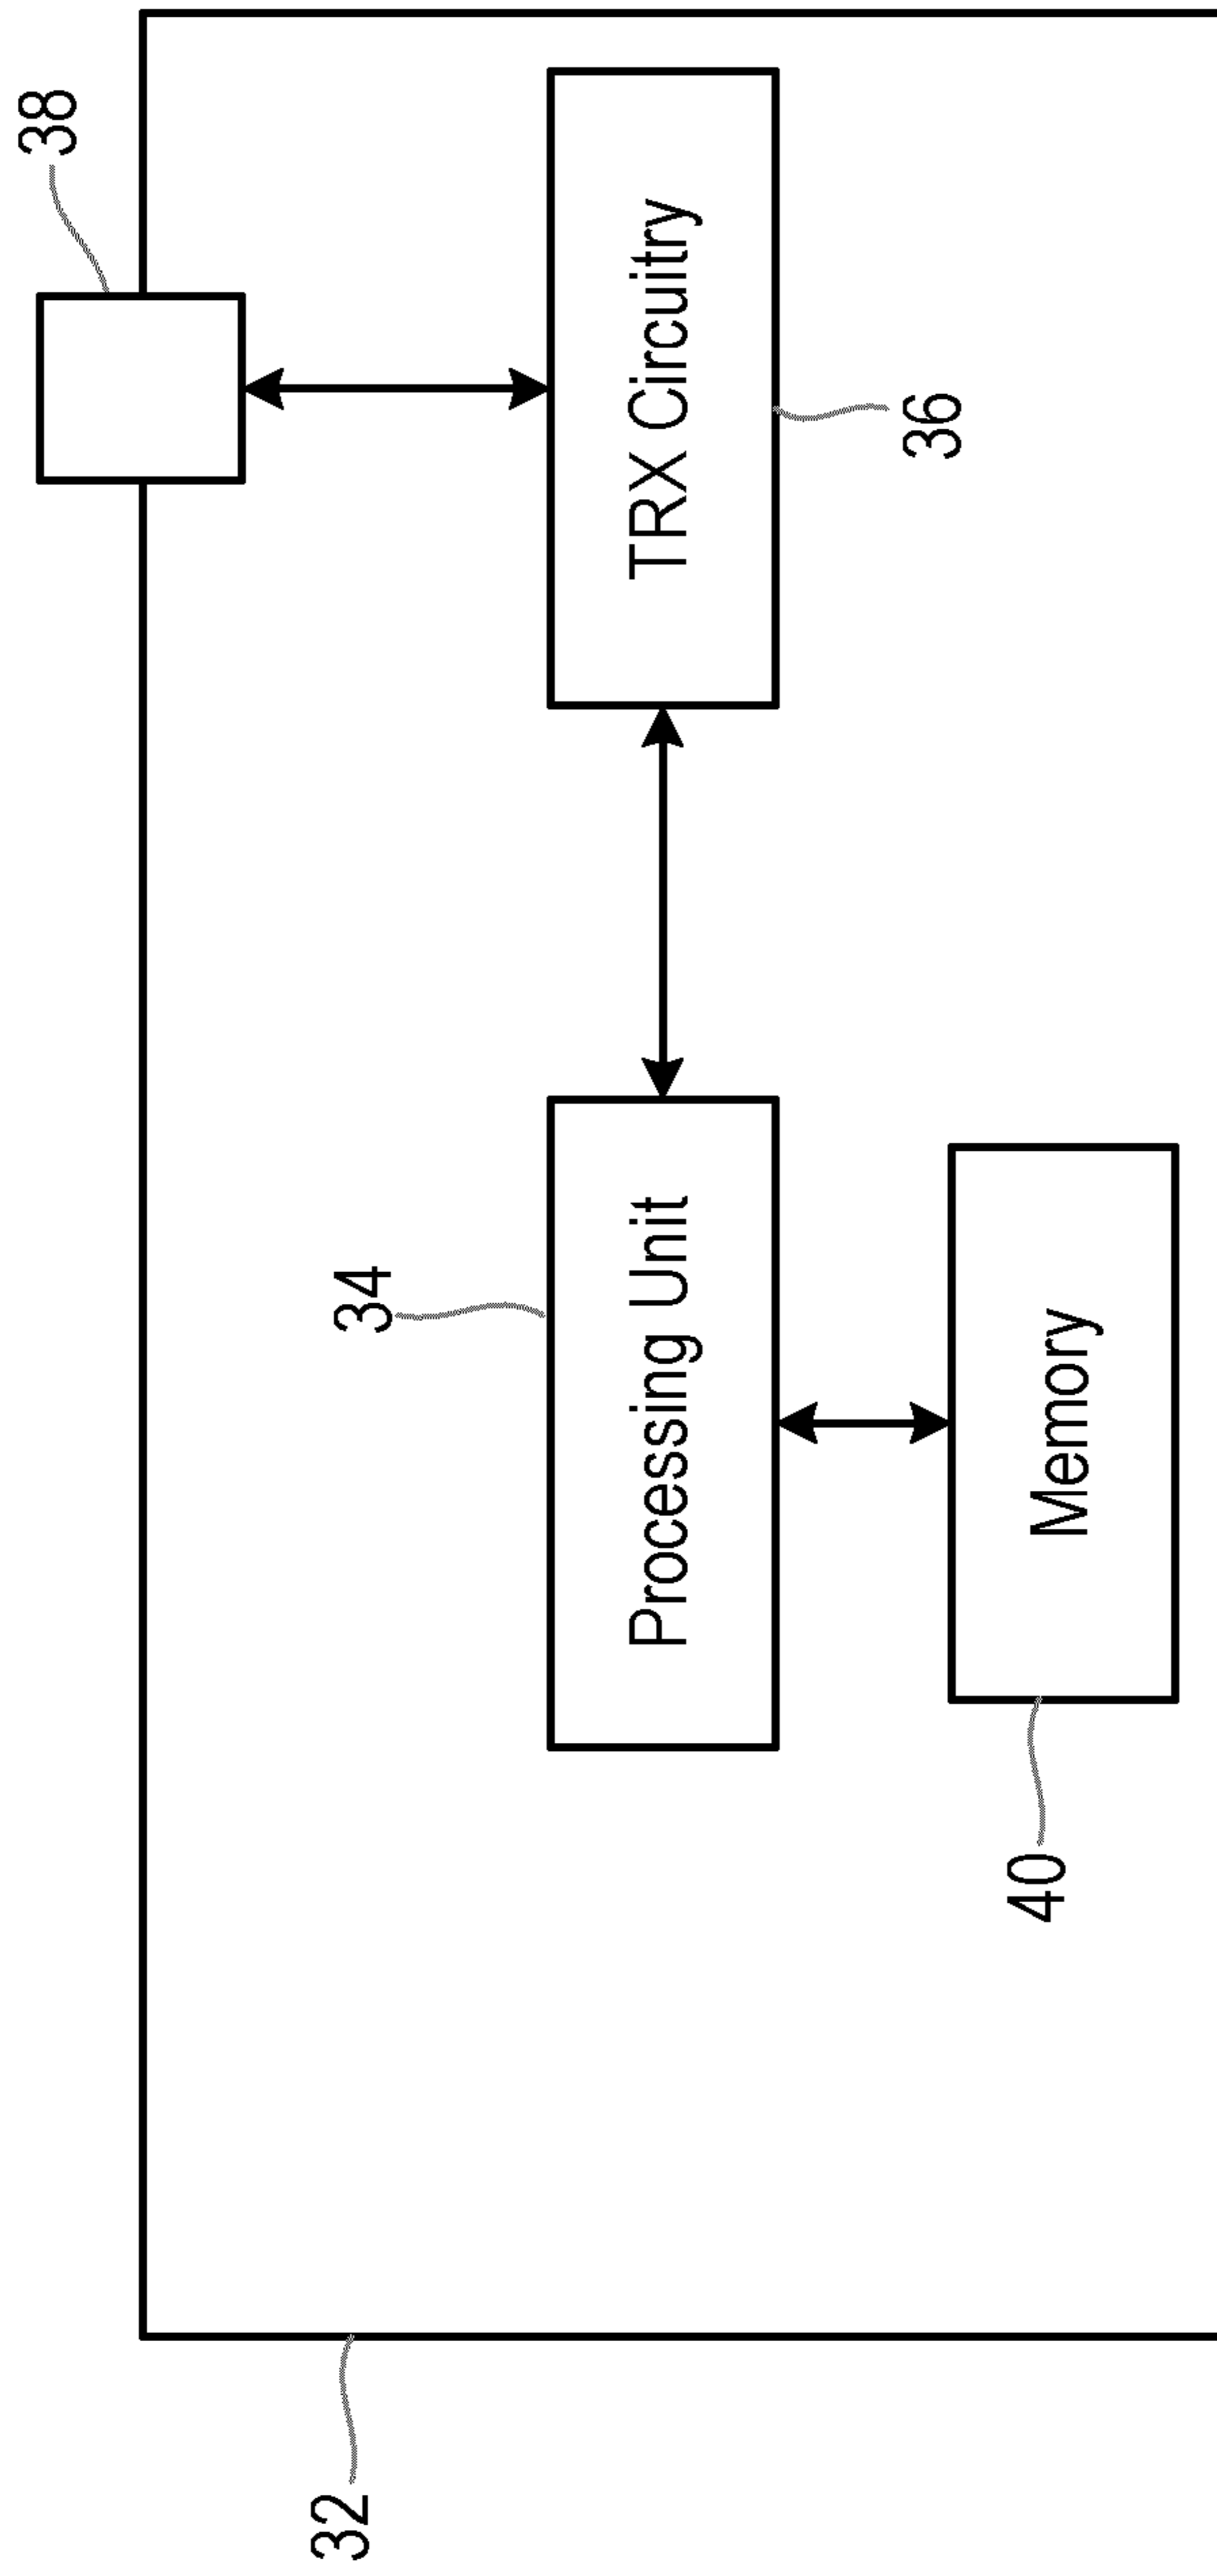 38
32
34
Processing Unit
TRX Circuitry
36
40
Memory